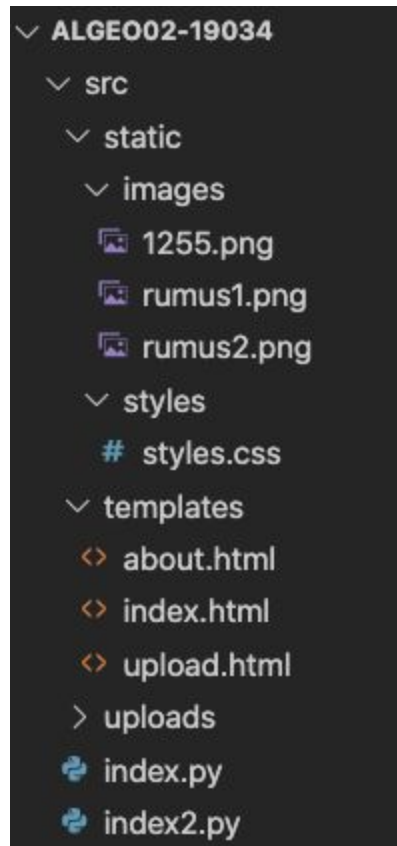 ALGEO02-19034
src
static
images
1255.png
rumus1.png
rumus2.png
styles
# styles.css
templates
<> about.html
<> index.html
<> upload.html
uploads
index.py
index2.py